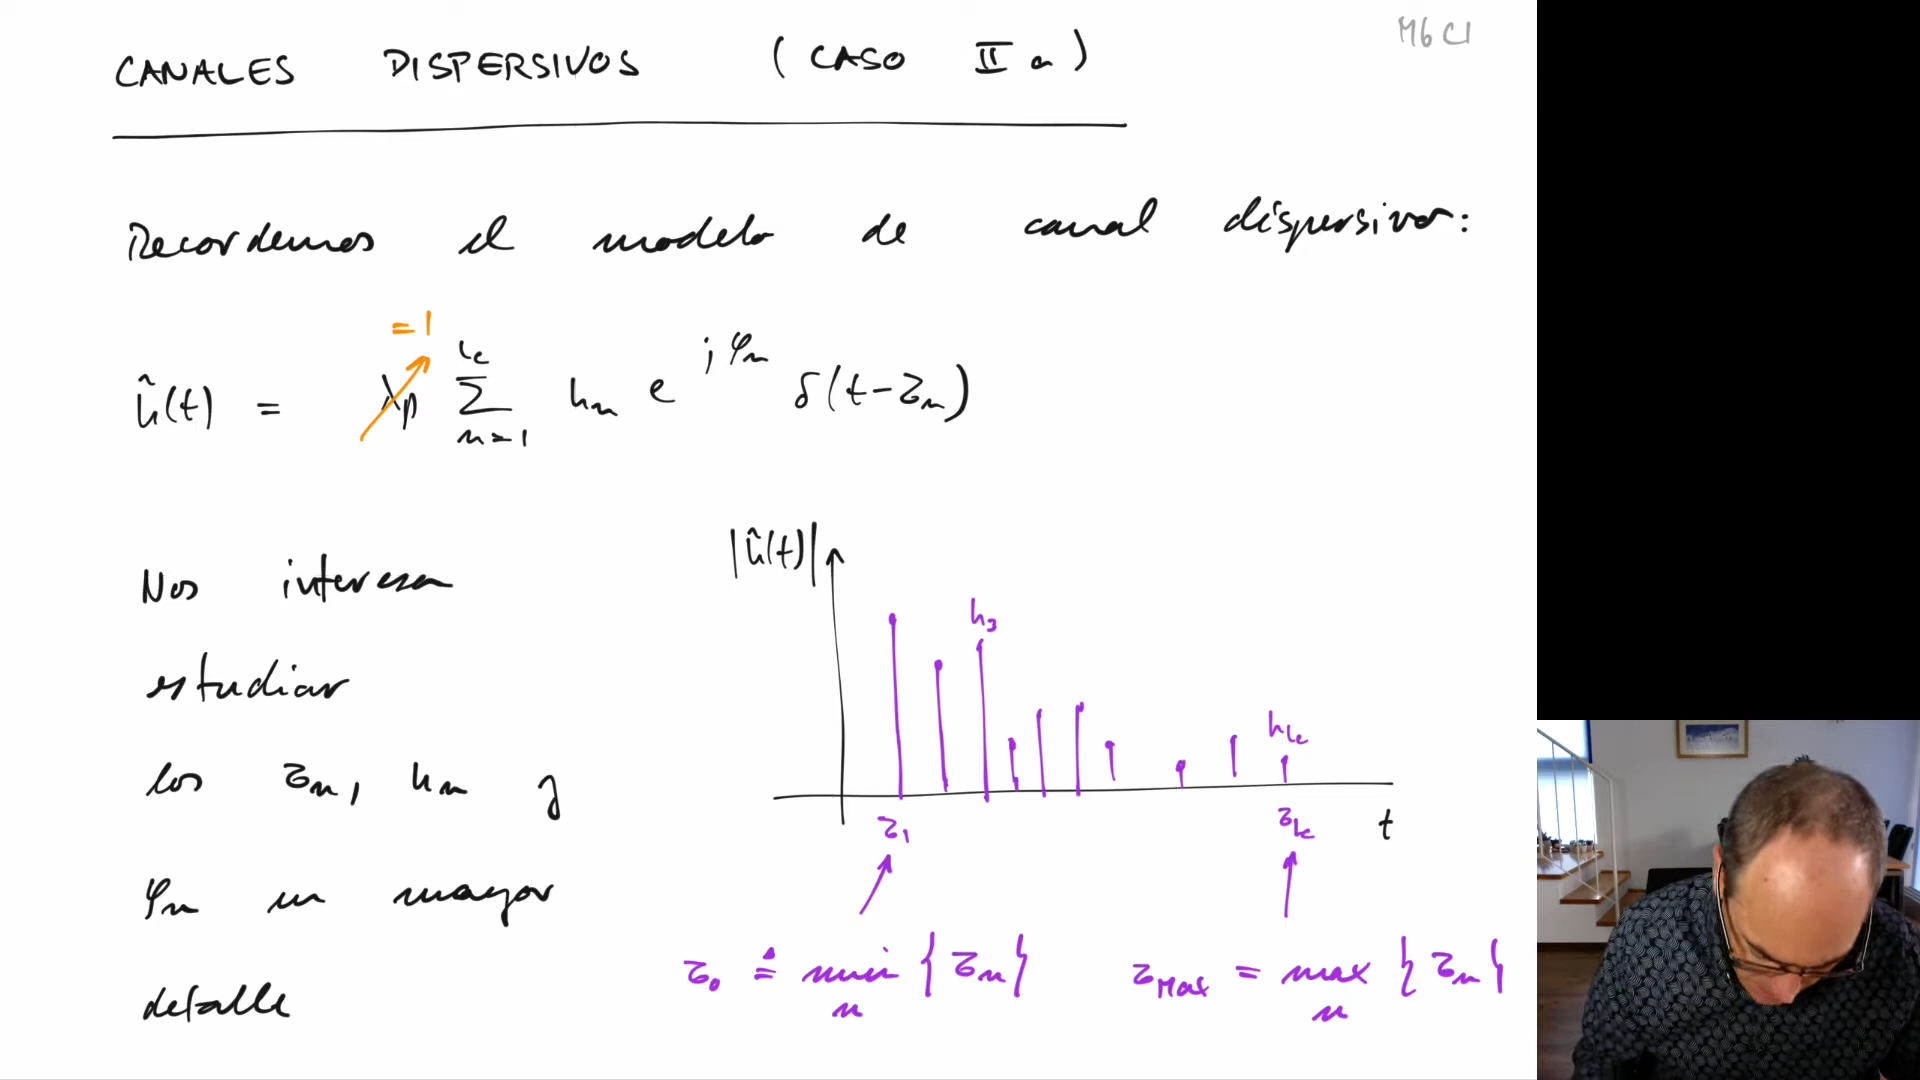 M6 C1
CANALES DISPERSIVOS (CASO II a)
Recordemos el modelo de canal dispersivo:
= 1
ĥ(t) = λp Σ_{n=1}^{Lc} hn e^{jφn} δ(t-τn)
Nos interesa
estudiar
los τn, hn y
φn en mayor
detalle
|ĥ(t)|
h3
hLc
τ1
τLc
t
τ0 ≜ min_n {τn}
τMax = max_n {τn}